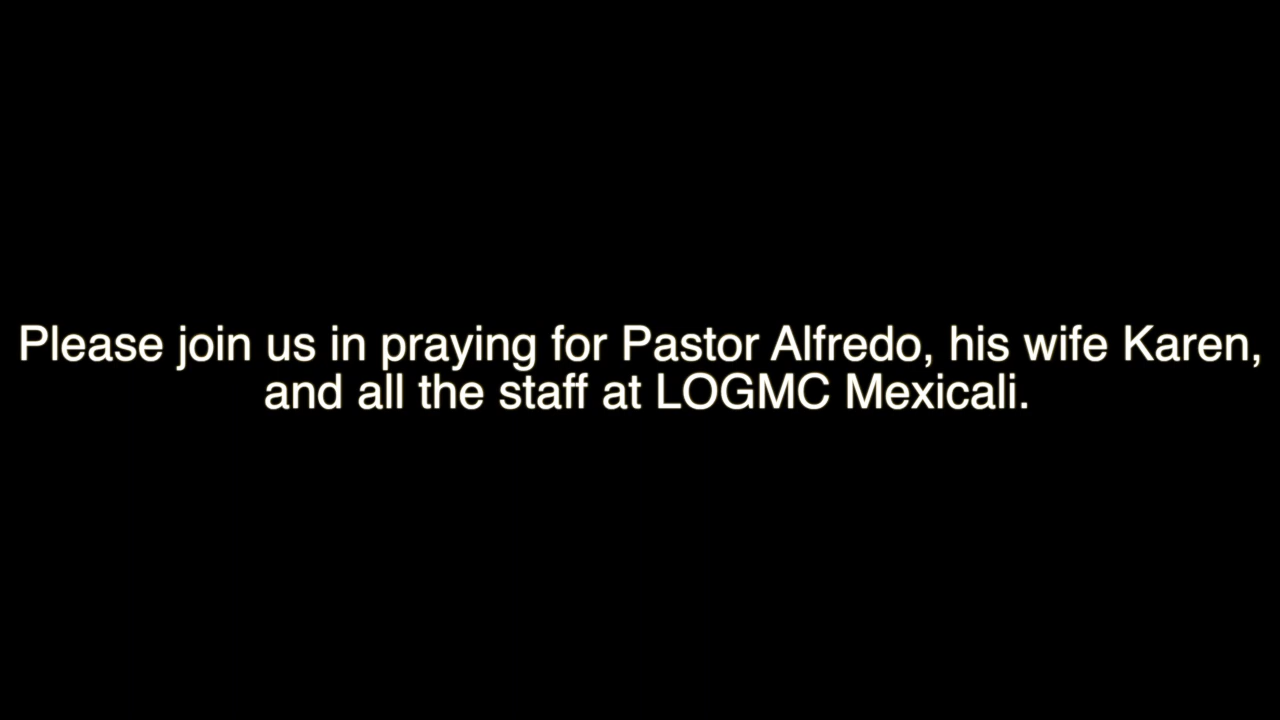 Please join us in praying for Pastor Alfredo, his wife Karen,
and all the staff at LOGMC Mexicali.